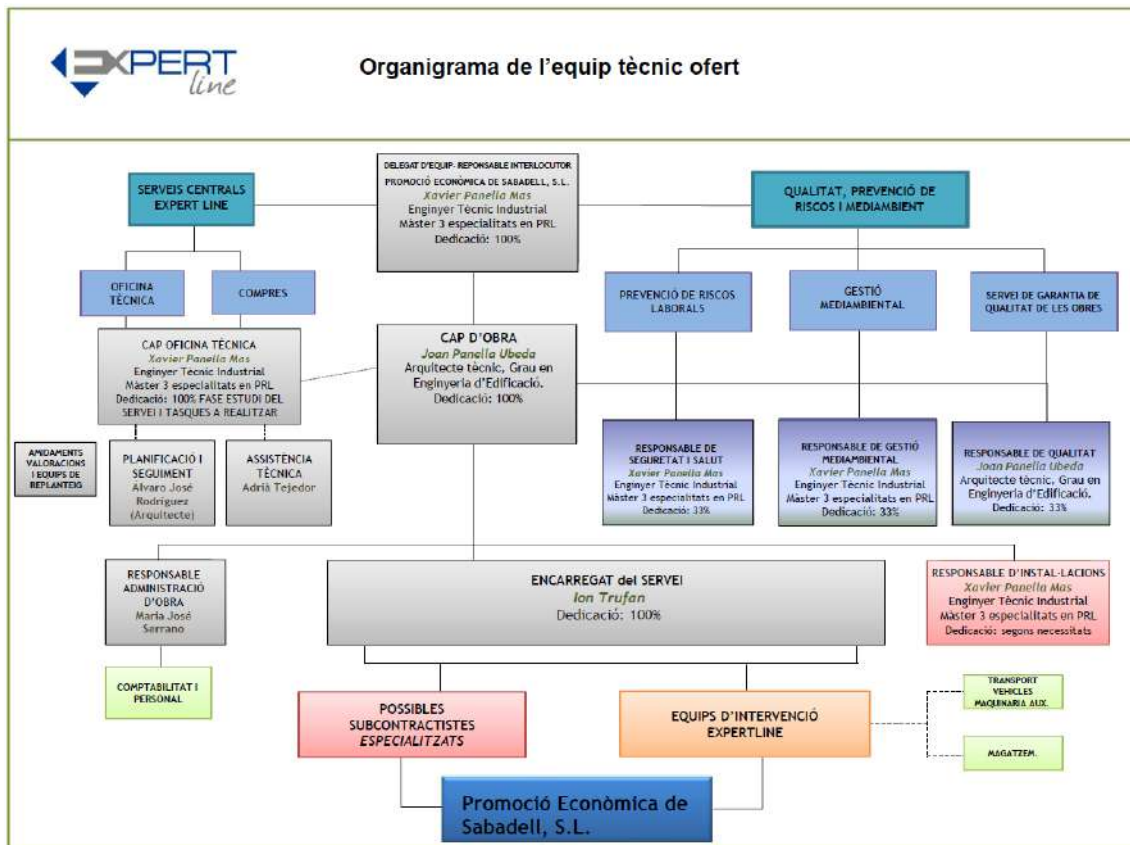 EXPERT
line
Organigrama de l'equip tècnic ofert
DELEGAT D'EQUIP- REPONSABLE INTERLOCUTOR
PROMOCIÓ ECONÒMICA DE SABADELL, S.L.
Xavier Panella Mas
Enginyer Tècnic Industrial
Màster 3 especialitats en PRL
Dedicació: 100%
SERVEIS CENTRALS
EXPERT LINE
QUALITAT, PREVENCIÓ DE
RISCOS I MEDIAMBIENT
OFICINA
TÈCNICA
COMPRES
PREVENCIÓ DE RISCOS
LABORALS
GESTIÓ
MEDIAMBIENTAL
SERVEI DE GARANTIA DE
QUALITAT DE LES OBRES
CAP OFICINA TÈCNICA
Xavier Panella Mas
Enginyer Tècnic Industrial
Màster 3 especialitats en PRL
Dedicació: 100% FASE ESTUDI DEL
SERVEI I TASQUES A REALITZAR
CAP D'OBRA
Joan Panella Ubeda
Arquitecte tècnic, Grau en
Enginyeria d'Edificació.
Dedicació: 100%
AMIDAMENTS
VALORACIONS
I EQUIPS DE
REPLANTEIG
PLANIFICACIÓ I
SEGUIMENT
Alvaro José
Rodríguez
(Arquitecte)
ASSISTÈNCIA
TÈCNICA
Adrià Tejedor
RESPONSABLE DE
SEGURETAT I SALUT
Xavier Panella Mas
Enginyer Tècnic Industrial
Màster 3 especialitats en PRL
Dedicació: 33%
RESPONSABLE DE GESTIÓ
MEDIAMBIENTAL
Xavier Panella Mas
Enginyer Tècnic Industrial
Màster 3 especialitats en PRL
Dedicació: 33%
RESPONSABLE DE QUALITAT
Joan Panella Ubeda
Arquitecte tècnic, Grau en
Enginyeria d'Edificació.
Dedicació: 33%
RESPONSABLE
ADMINISTRACIÓ
D'OBRA
Maria José
Serrano
ENCARREGAT del SERVEI
Ion Trufan
Dedicació: 100%
RESPONSABLE D'INSTAL·LACIONS
Xavier Panella Mas
Enginyer Tècnic Industrial
Màster 3 especialitats en PRL
Dedicació: segons necessitats
COMPTABILITAT I
PERSONAL
POSSIBLES
SUBCONTRACTISTES
ESPECIALITZATS
EQUIPS D'INTERVENCIÓ
EXPERTLINE
TRANSPORT
VEHICLES
MAQUINARIA AUX.
MAGATZEM.
Promoció Econòmica de
Sabadell, S.L.